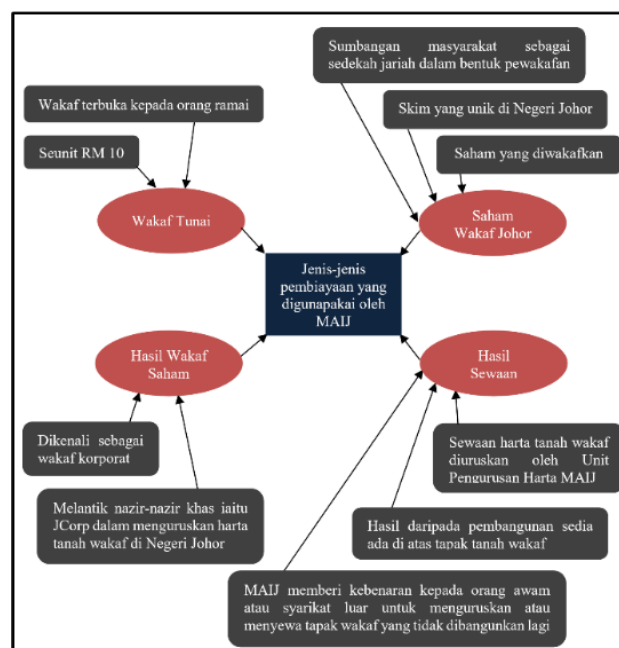 Sumbangan masyarakat sebagai
sedekah jariah dalam bentuk pewakafan
Wakaf terbuka kepada orang ramai
Skim yang unik di Negeri Johor
Seunit RM 10
Saham yang diwakafkan
Wakaf Tunai
Saham
Wakaf Johor
Jenis-jenis
pembiayaan yang
digunapakai oleh
MAIJ
Hasil Wakaf
Saham
Hasil
Sewaan
Dikenali sebagai
wakaf korporat
Sewaan harta tanah wakaf
diuruskan oleh Unit
Pengurusan Harta MAIJ
Melantik nazir-nazir khas iaitu
JCorp dalam menguruskan harta
tanah wakaf di Negeri Johor
Hasil daripada pembangunan sedia
ada di atas tapak tanah wakaf
MAIJ memberi kebenaran kepada orang awam
atau syarikat luar untuk menguruskan atau
menyewa tapak wakaf yang tidak dibangunkan lagi